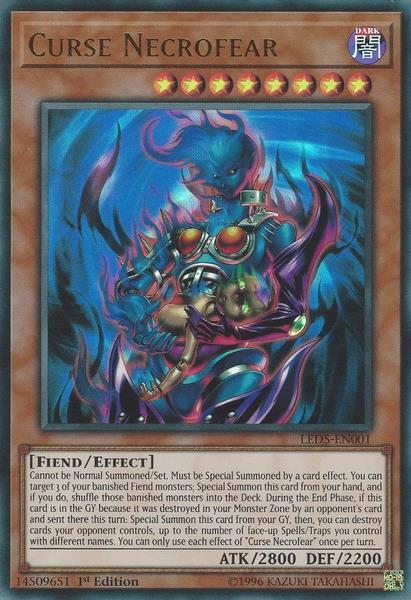 CURSE NECROFEAR
DARK
闇
LED5-EN001
[FIEND/EFFECT]
Cannot be Normal Summoned/Set. Must be Special Summoned by a card effect. You can
target 3 of your banished Fiend monsters; Special Summon this card from your hand, and
if you do, shuffle those banished monsters into the Deck. During the End Phase, if this
card is in the GY because it was destroyed in your Monster Zone by an opponent's card
and sent there this turn: Special Summon this card from your GY, then, you can destroy
cards your opponent controls, up to the number of face-up Spells/Traps you control
with different names. You can only use each effect of "Curse Necrofear" once per turn.
ATK/2800 DEF/2200
14509651 1st Edition ©1996 KAZUKI TAKAHASHI